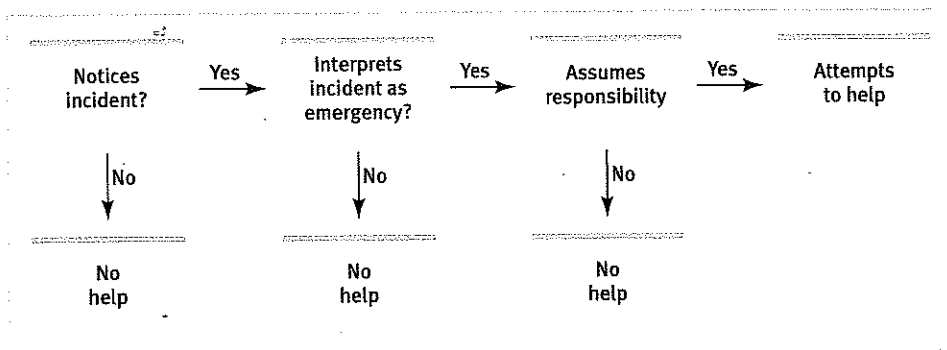 Notices
incident?
Yes
Interprets
incident as
emergency?
Yes
Assumes
responsibility
Yes
Attempts
to help
No
No
No
No
help
No
help
No
help